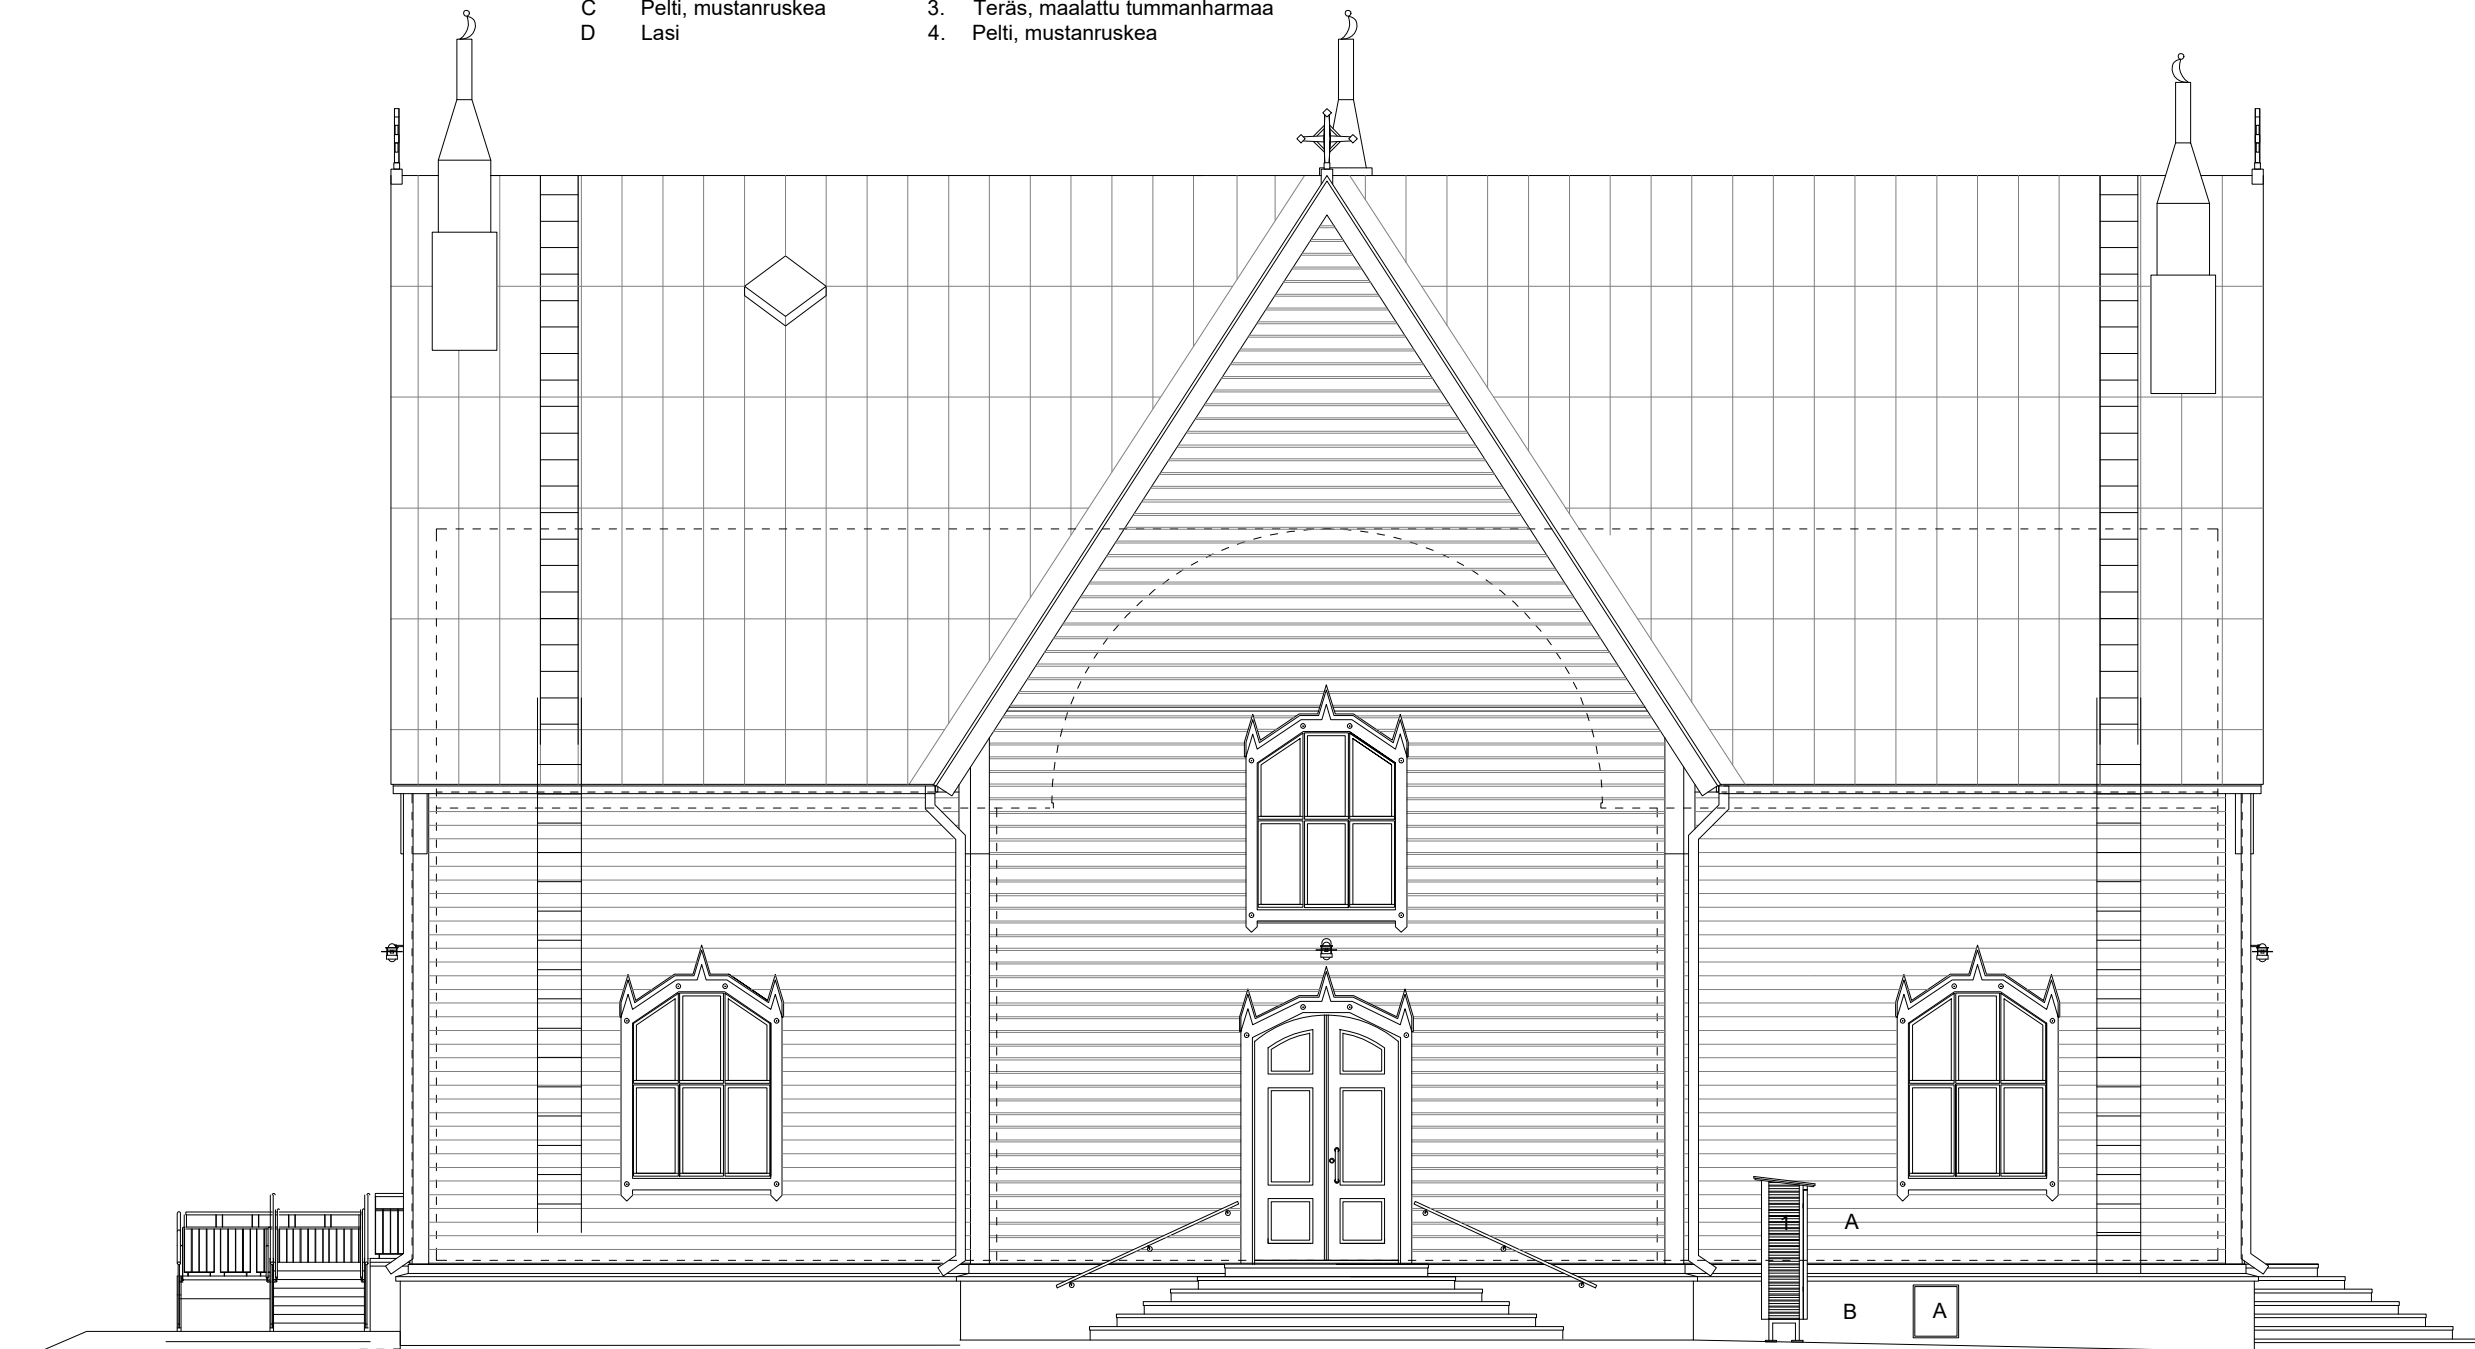 C Pelti, mustanruskea 3. Teräs, maalattu tummanharmaa
D Lasi 4. Pelti, mustanruskea
1 A
B A